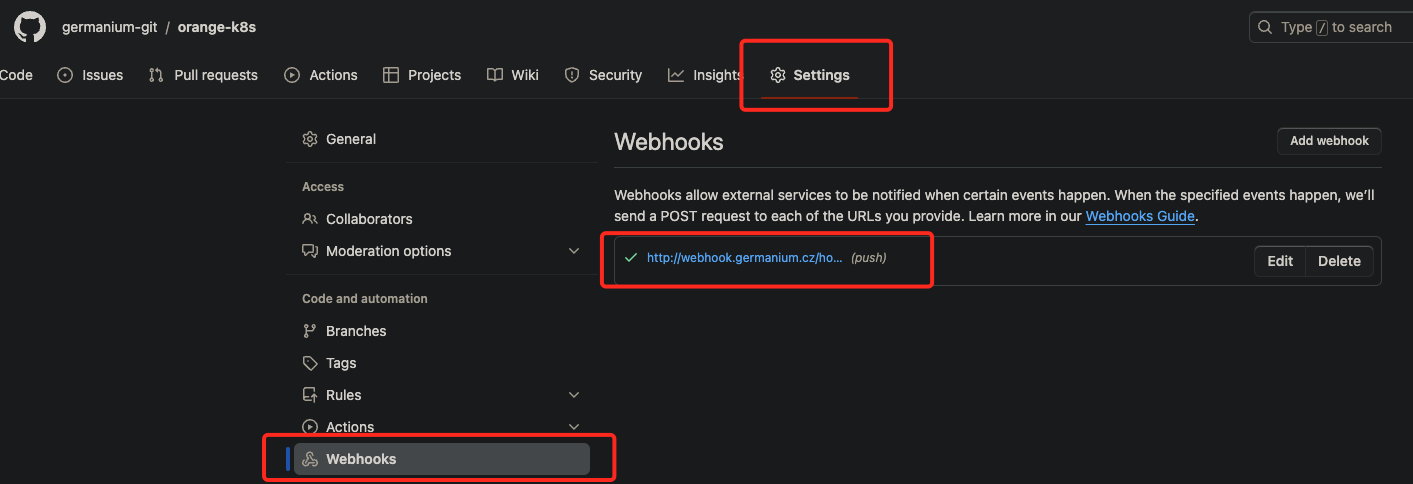 germanium-git / orange-k8s
Type / to search
Code Issues Pull requests Actions Projects Wiki Security Insights Settings
General
Access
Collaborators
Moderation options
Code and automation
Branches
Tags
Rules
Actions
Webhooks
Webhooks
Add webhook
Webhooks allow external services to be notified when certain events happen. When the specified events happen, we’ll
send a POST request to each of the URLs you provide. Learn more in our Webhooks Guide.
http://webhook.germanium.cz/ho... (push)
Edit Delete